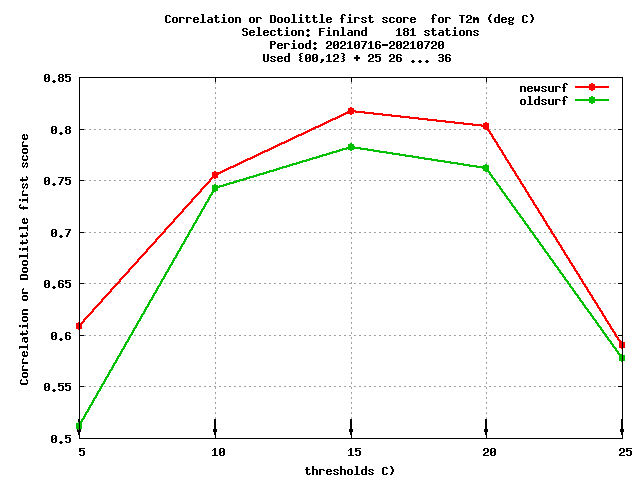 Correlation or Doolittle first score  for T2m (deg C)
Selection: Finland    181 stations
Period: 20210716-20210720
Used {00,12} + 25 26 ... 36
newsurf
oldsurf
Correlation or Doolittle first score
0.85
0.8
0.75
0.7
0.65
0.6
0.55
0.5
5 10 15 20 25
thresholds C)